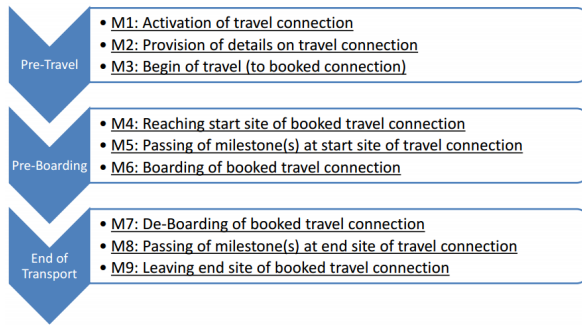 Pre-Travel
• M1: Activation of travel connection
• M2: Provision of details on travel connection
• M3: Begin of travel (to booked connection)
Pre-Boarding
• M4: Reaching start site of booked travel connection
• M5: Passing of milestone(s) at start site of travel connection
• M6: Boarding of booked travel connection
End of
Transport
• M7: De-Boarding of booked travel connection
• M8: Passing of milestone(s) at end site of travel connection
• M9: Leaving end site of booked travel connection